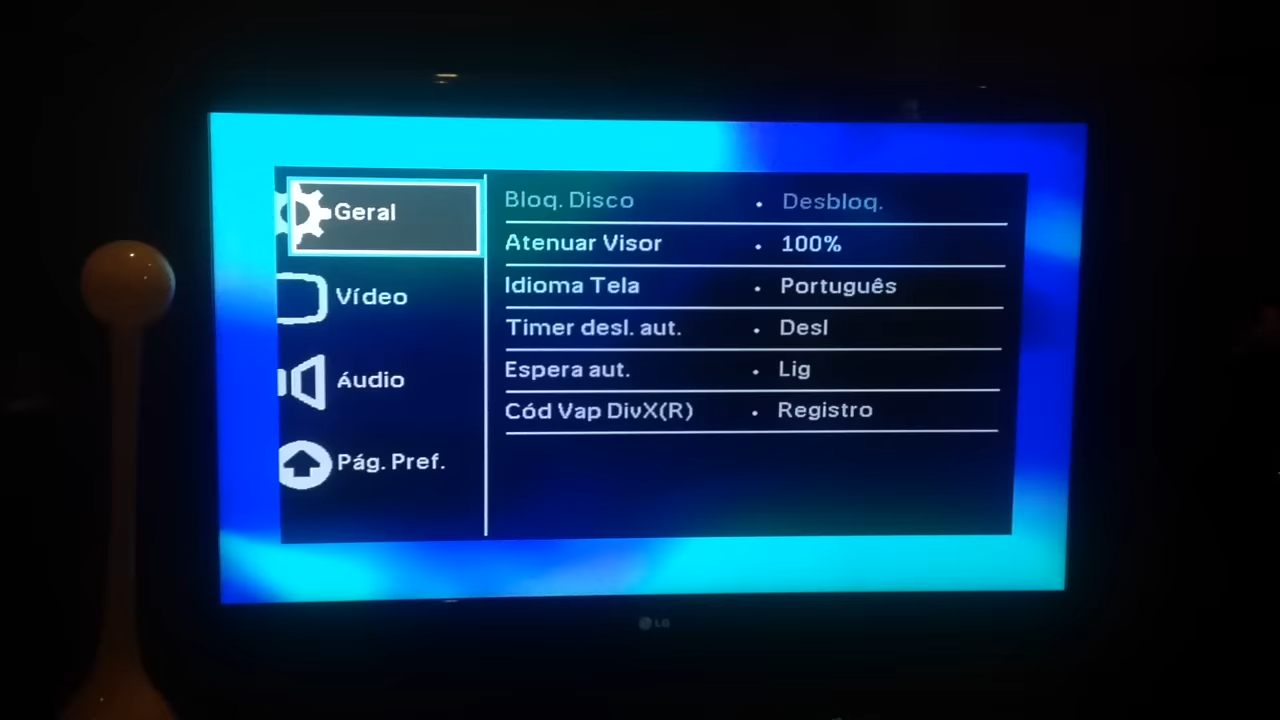 Geral
Vídeo
Áudio
Pág. Pref.
Bloq. Disco • Desbloq.
Atenuar Visor • 100%
Idioma Tela • Português
Timer desl. aut. • Desl
Espera aut. • Lig
Cód Vap DivX(R) • Registro
LG